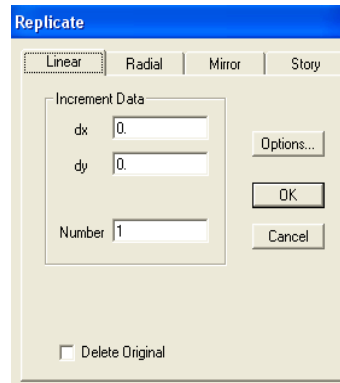 Replicate
Linear Radial Mirror Story
Increment Data
dx 0.
Options...
dy 0.
OK
Number 1
Cancel
Delete Original